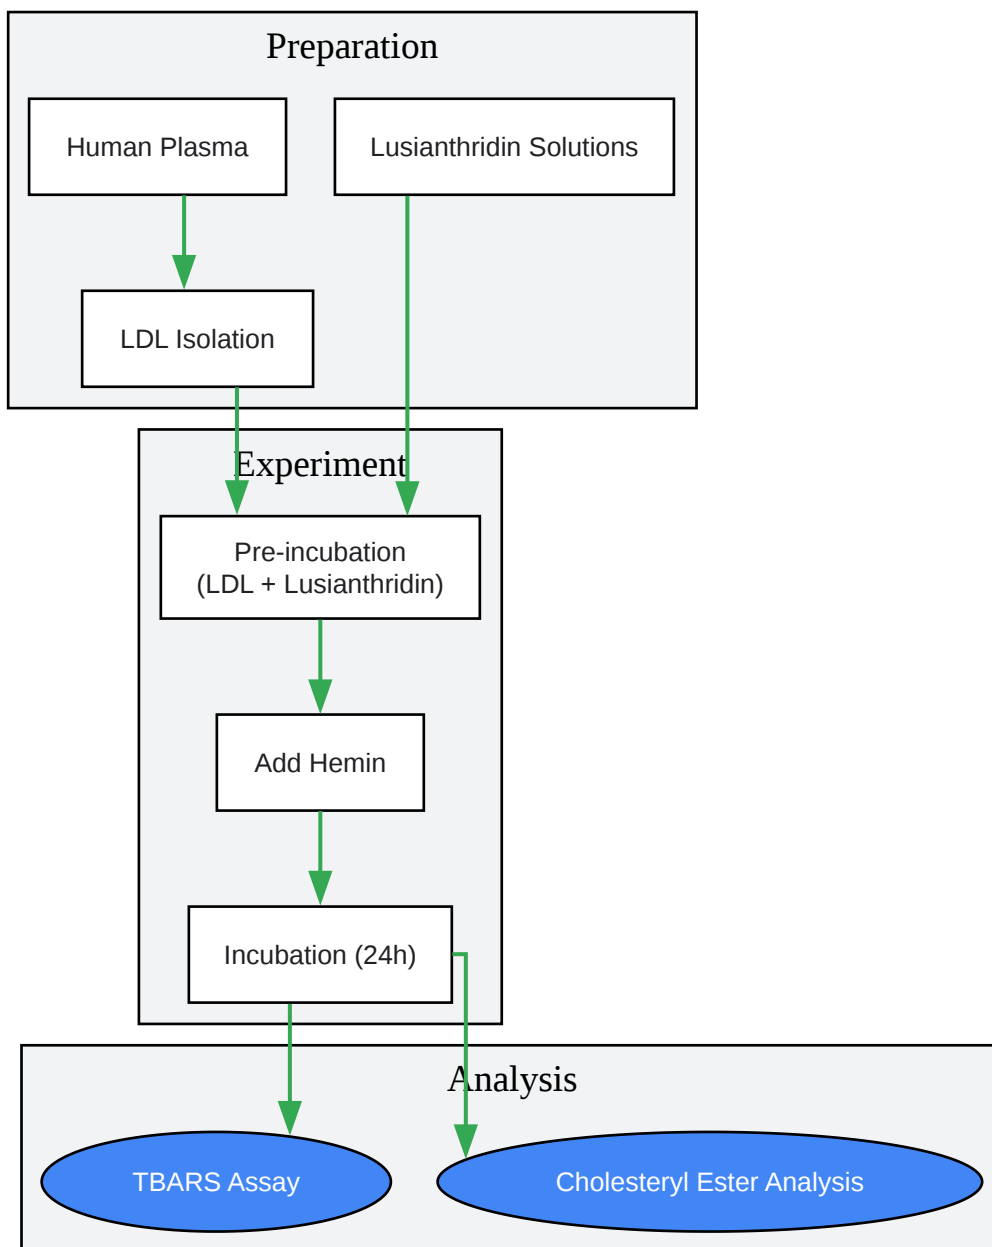 Preparation
Human Plasma
Lusianthridin Solutions
LDL Isolation
Experiment
Pre-incubation
(LDL + Lusianthridin)
Add Hemin
Incubation (24h)
Analysis
TBARS Assay
Cholesteryl Ester Analysis